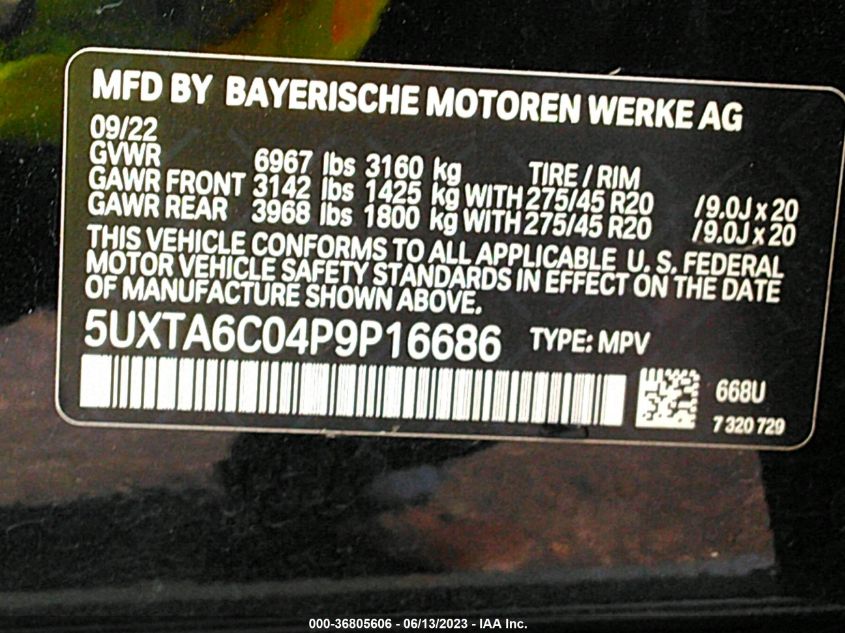 MFD BY BAYERISCHE MOTOREN WERKE AG
09/22
GVWR 6967 lbs 3160 kg TIRE / RIM
GAWR FRONT 3142 lbs 1425 kg WITH 275/45 R20 /9.0J x 20
GAWR REAR 3968 lbs 1800 kg WITH 275/45 R20 /9.0J x 20
THIS VEHICLE CONFORMS TO ALL APPLICABLE U. S. FEDERAL
MOTOR VEHICLE SAFETY STANDARDS IN EFFECT ON THE DATE
OF MANUFACTURE SHOWN ABOVE.
5UXTA6C04P9P16686 TYPE: MPV
668U
7 320 729
000-36805606 - 06/13/2023 - IAA Inc.